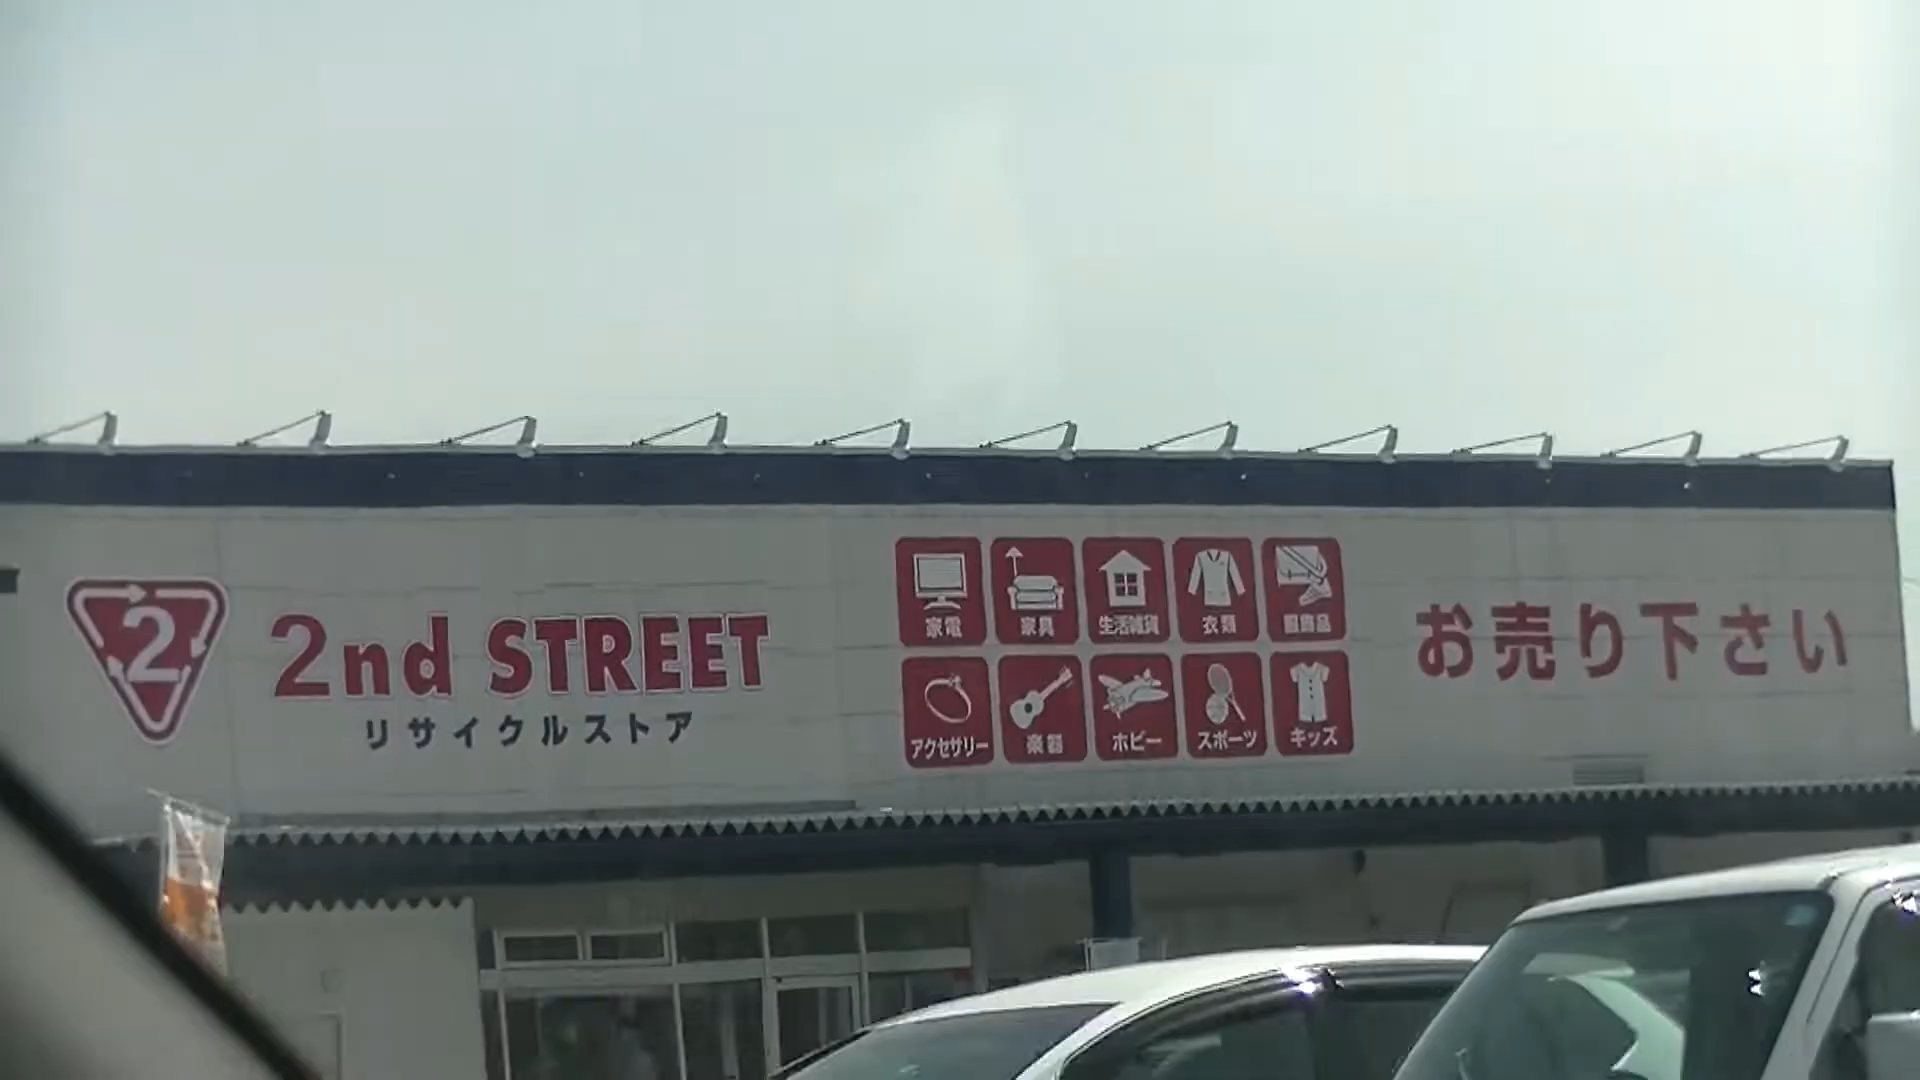 2
2nd STREET
リサイクルストア
家電 家具 生活雑貨 衣類 服飾品
アクセサリー 楽器 ホビー スポーツ キッズ
お売り下さい